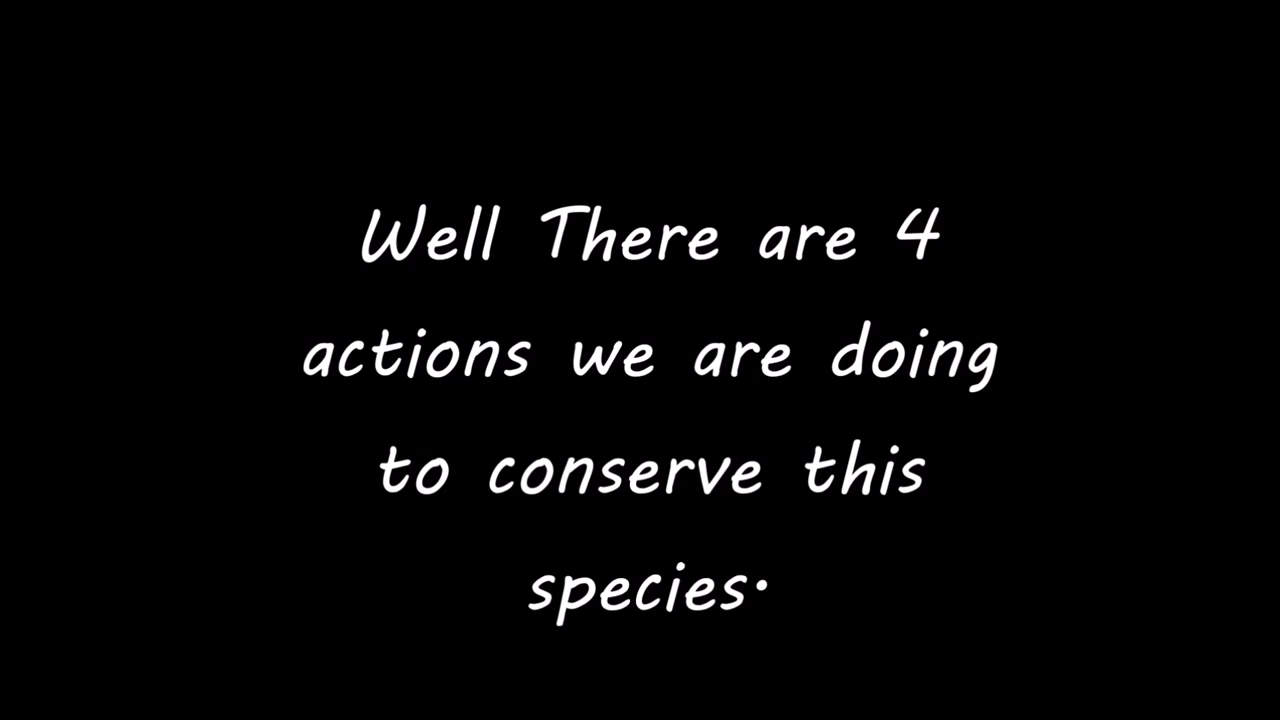 Well There are 4
actions we are doing
to conserve this
species.